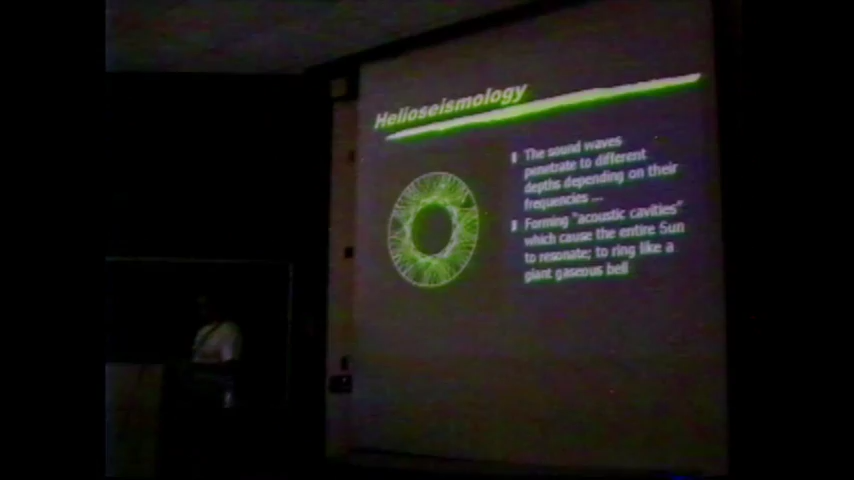 Helioseismology
The sound waves
penetrate to different
depths depending on their
frequencies ...
Forming "acoustic cavities"
which cause the entire Sun
to resonate; to ring like a
giant gaseous bell